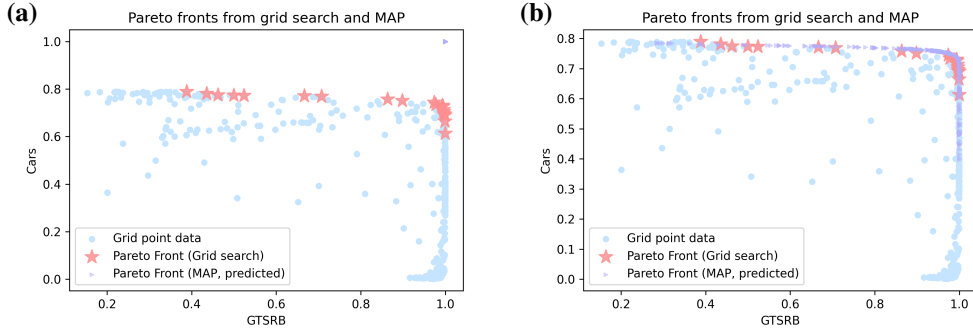 (a)
Pareto fronts from grid search and MAP
1.0
0.8
0.6
0.4
0.2
0.0
Cars
Grid point data
Pareto Front (Grid search)
Pareto Front (MAP, predicted)
0.2 0.4 0.6 0.8 1.0
GTSRB
(b)
Pareto fronts from grid search and MAP
0.8
0.7
0.6
0.5
0.4
0.3
0.2
0.1
0.0
Cars
Grid point data
Pareto Front (Grid search)
Pareto Front (MAP, predicted)
0.2 0.4 0.6 0.8 1.0
GTSRB